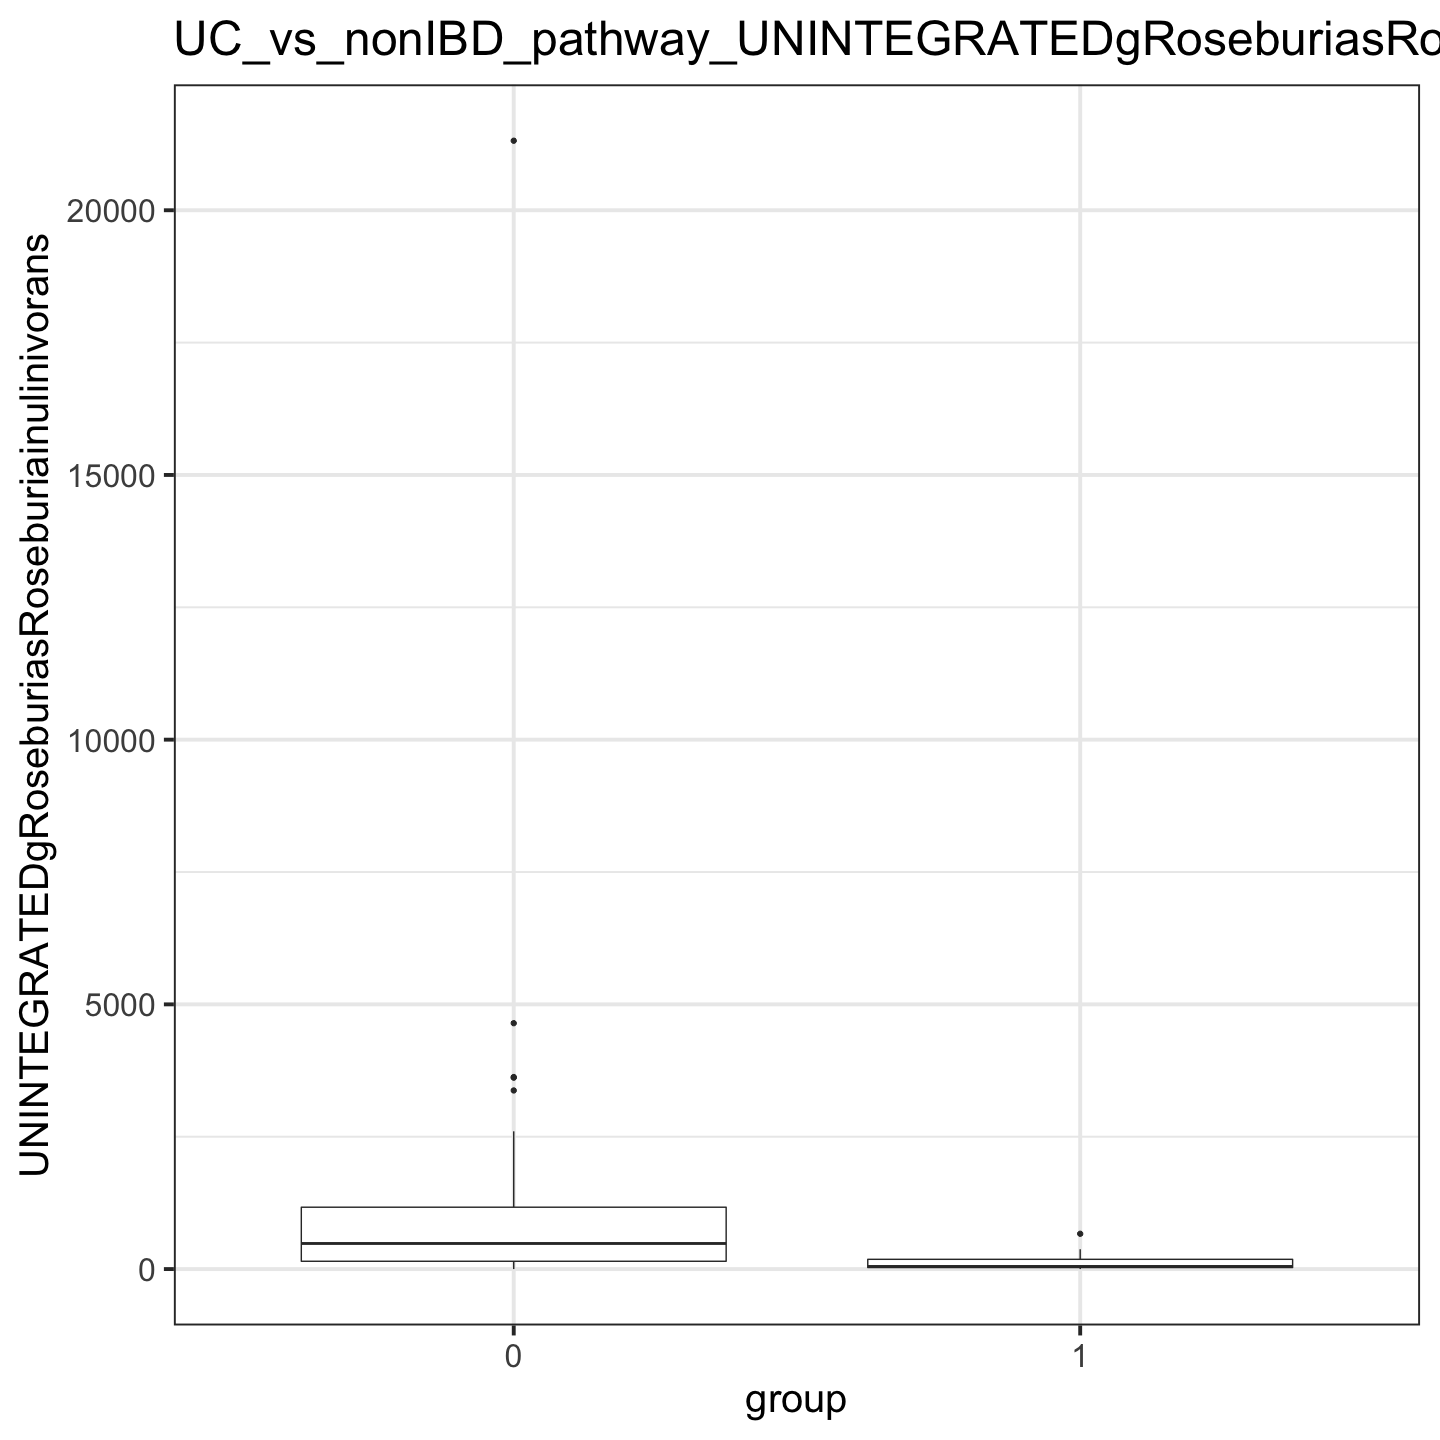 UC_vs_nonIBD_pathway_UNINTEGRATEDgRoseburiasRo
UNINTEGRATEDgRoseburiasRoseburiainulinivorans
20000
15000
10000
5000
0
0 1
group